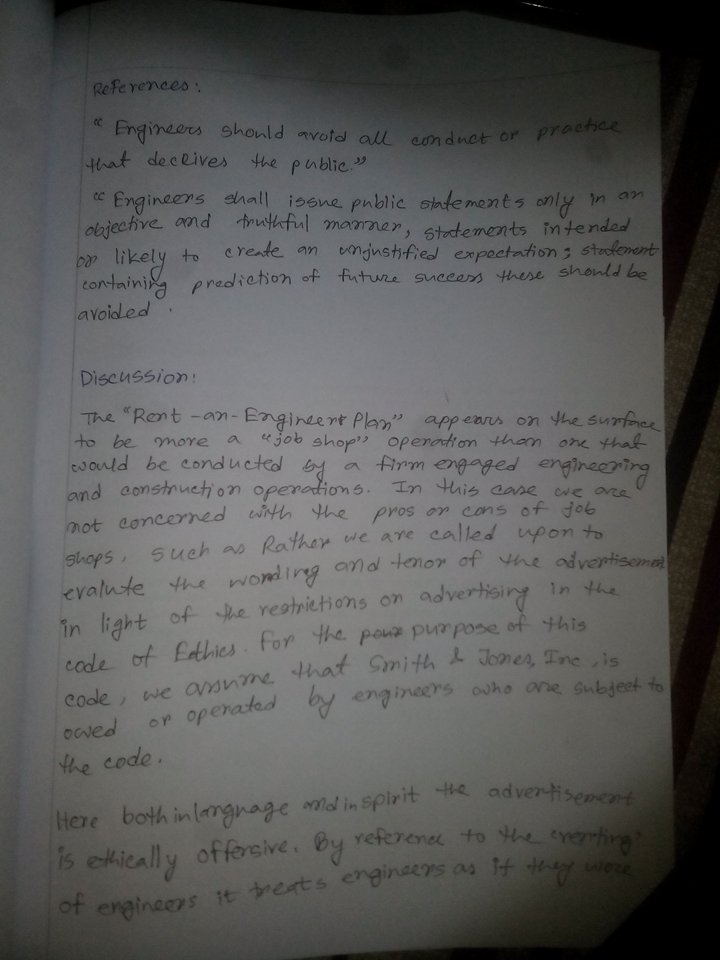 References:
"Engineers should avoid all conduct or practice
that decEives the public."
"Engineers shall issue public statements only in an
objective and truthful manner, statements intended
or likely to create an unjustified expectation; statement
containing prediction of future success these should be
avoided.
Discussion:
The "Rent-an-Engineer Plan" appears on the surface
to be more a "job shop" operation than one that
would be conducted by a firm engaged engineering
and construction operations. In this case we are
not concerned with the pros or cons of job
shops, such as Rather we are called upon to
evalute the wording and tenor of the advertisement
in light of the restrictions on advertising in the
code of Eethics. For the purpose of this
code, we assume that Smith & Jones, Inc, is
owed or operated by engineers who are subject to
the code.
Here both in language and in spirit the advertisement
is ethically offersive. By reference to the "renting"
of engineers it treats engineers as if they were